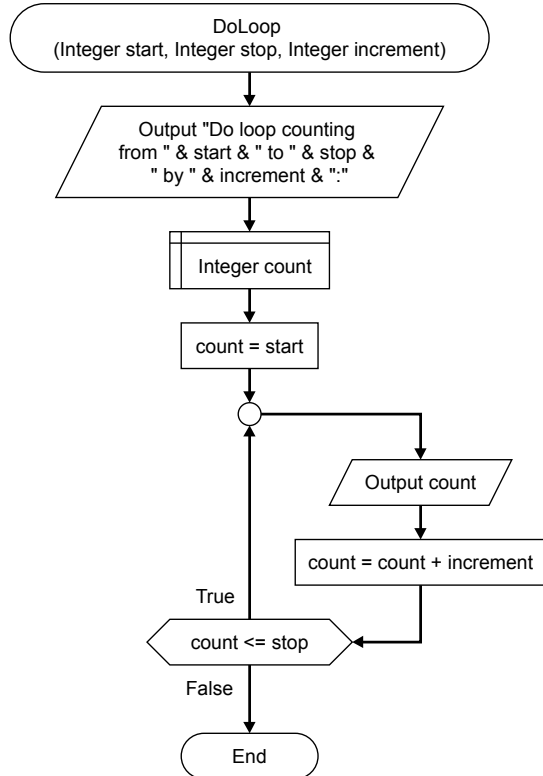 DoLoop
(Integer start, Integer stop, Integer increment)
Output "Do loop counting
from " & start & " to " & stop &
" by " & increment & ":"
Integer count
count = start
Output count
count = count + increment
True
count <= stop
False
End